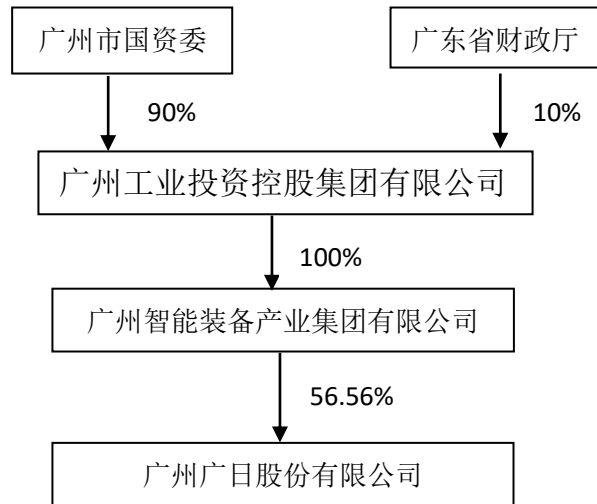 广州市国资委
广东省财政厅
90%
10%
广州工业投资控股集团有限公司
100%
广州智能装备产业集团有限公司
56.56%
广州广日股份有限公司